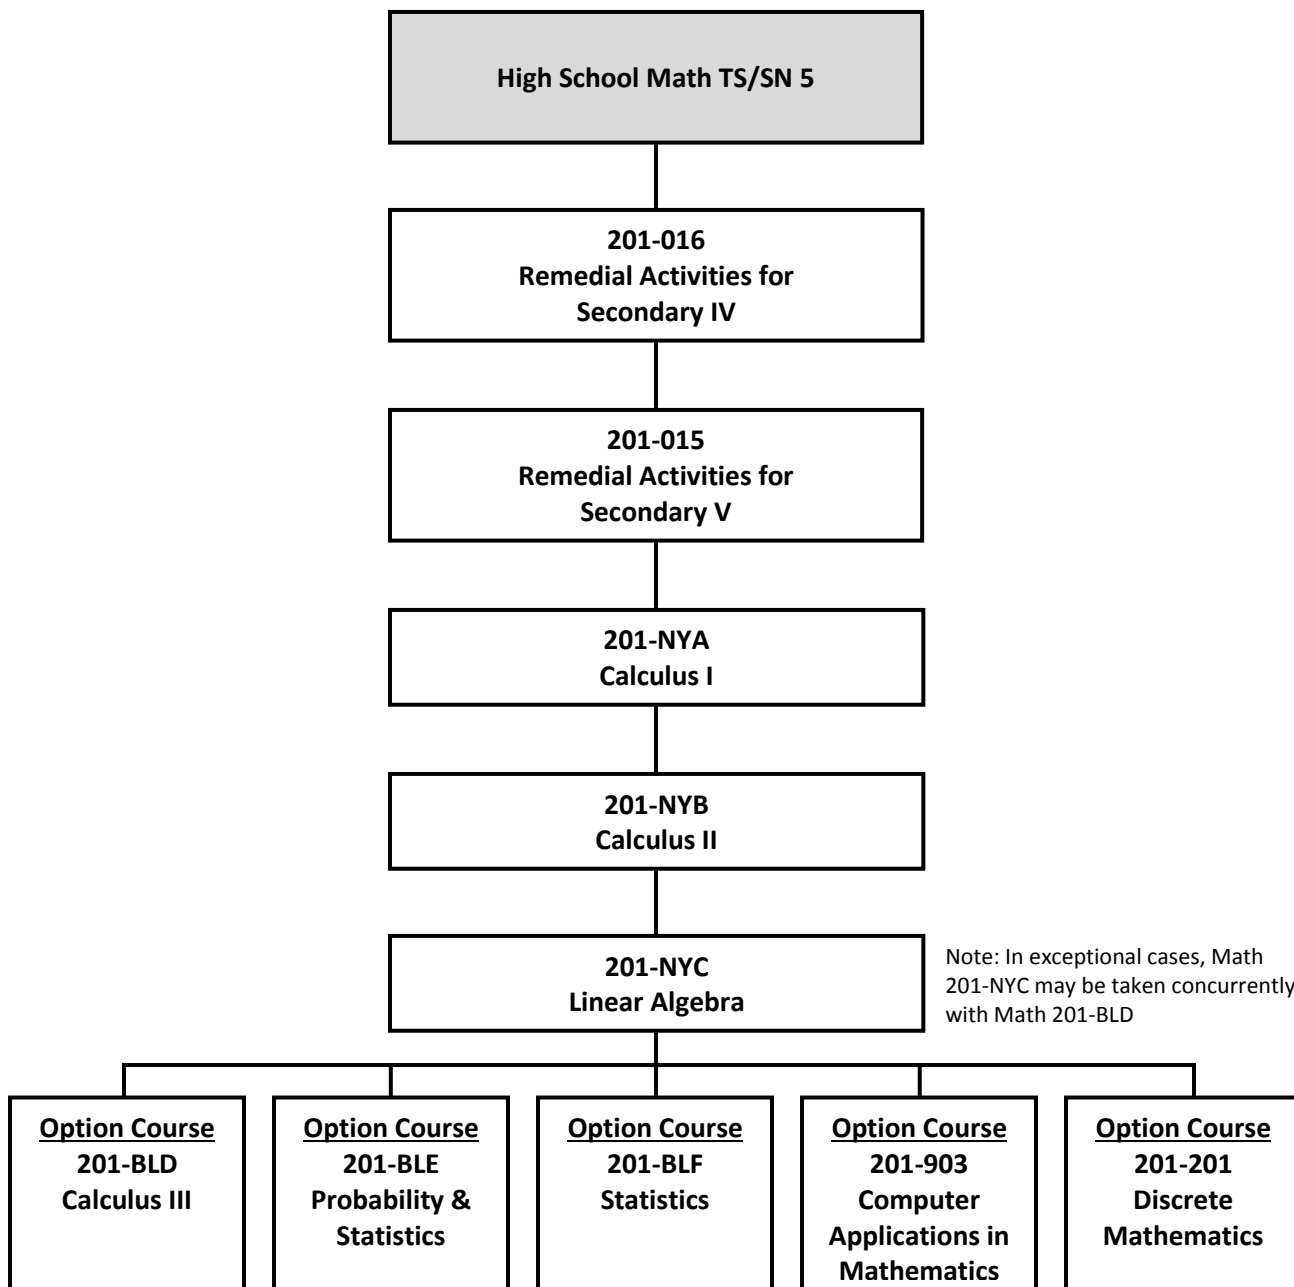 High School Math TS/SN 5
201-016
Remedial Activities for
Secondary IV
201-015
Remedial Activities for
Secondary V
201-NYA
Calculus I
201-NYB
Calculus II
201-NYC
Linear Algebra
Note: In exceptional cases, Math
201-NYC may be taken concurrently
with Math 201-BLD
Option Course
201-BLD
Calculus III
Option Course
201-BLE
Probability &
Statistics
Option Course
201-BLF
Statistics
Option Course
201-903
Computer
Applications in
Mathematics
Option Course
201-201
Discrete
Mathematics